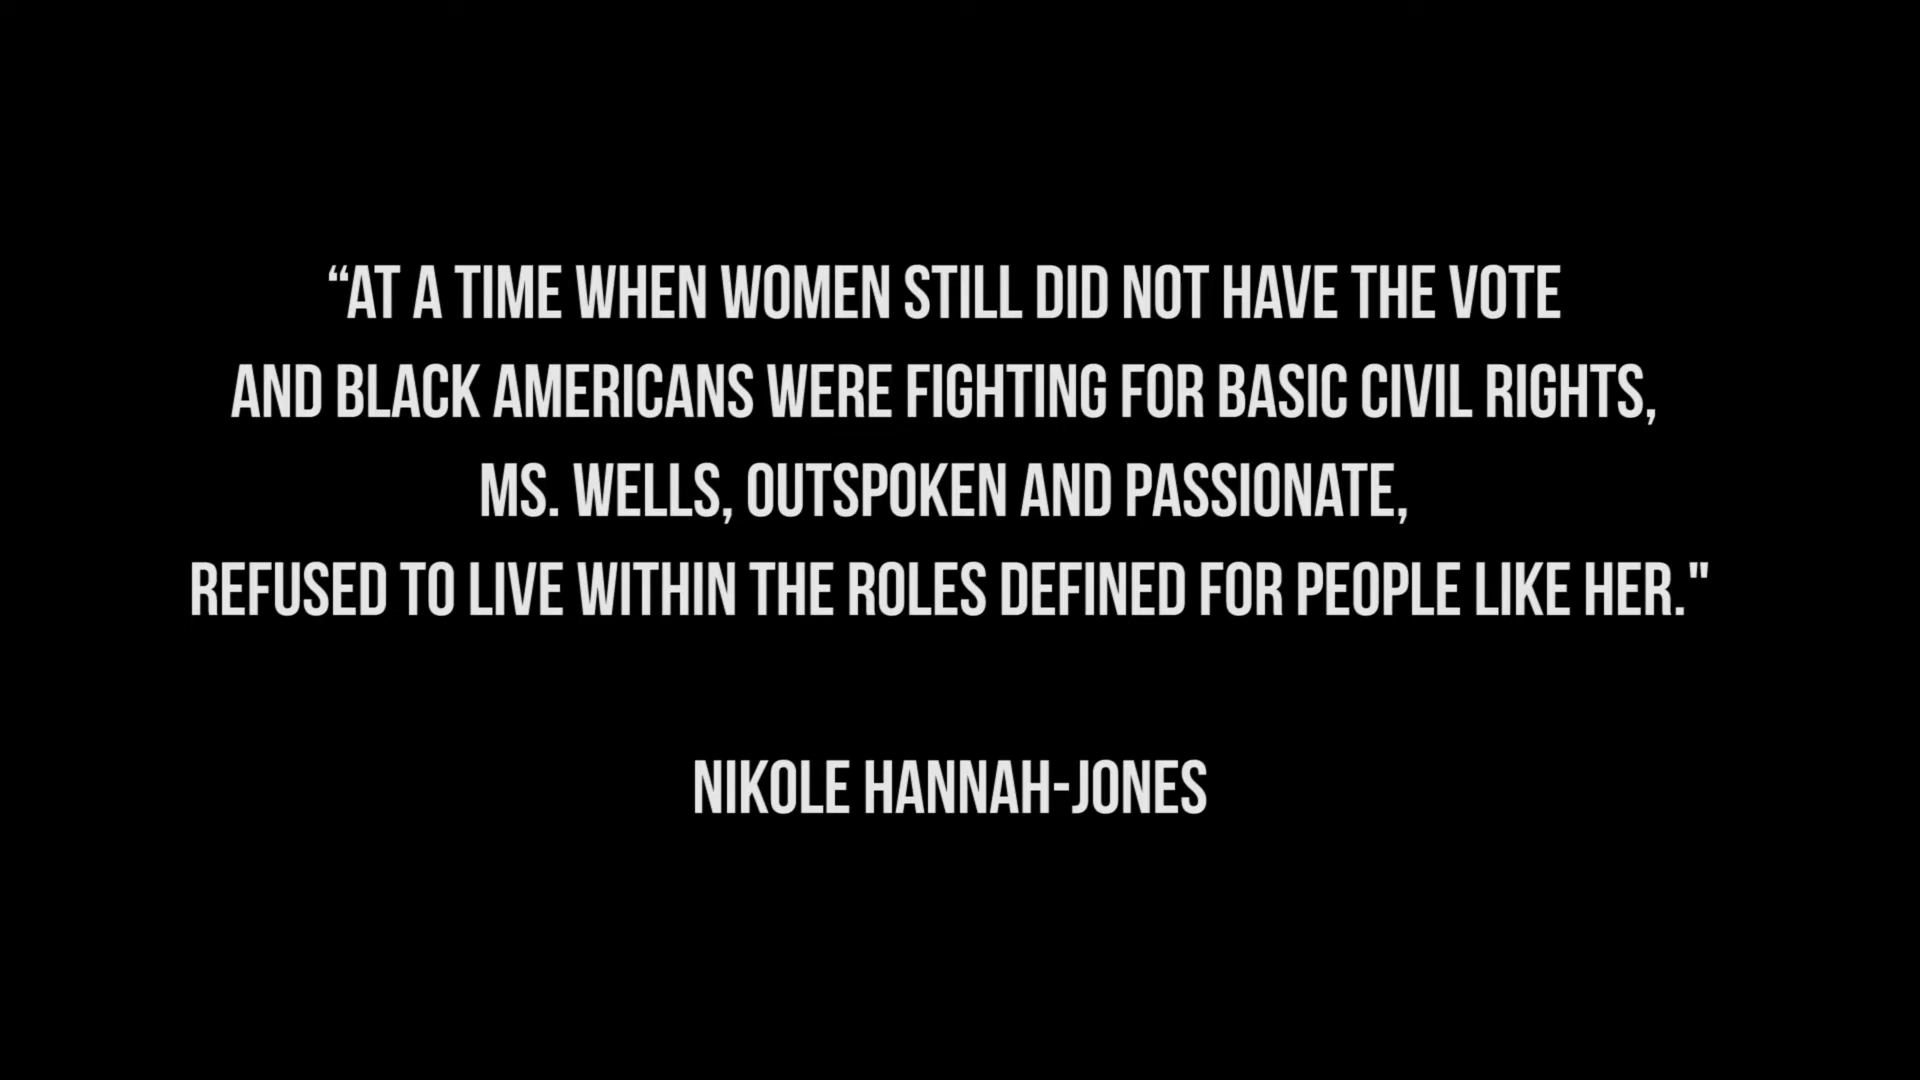 “AT A TIME WHEN WOMEN STILL DID NOT HAVE THE VOTE
AND BLACK AMERICANS WERE FIGHTING FOR BASIC CIVIL RIGHTS,
MS. WELLS, OUTSPOKEN AND PASSIONATE,
REFUSED TO LIVE WITHIN THE ROLES DEFINED FOR PEOPLE LIKE HER."
NIKOLE HANNAH-JONES